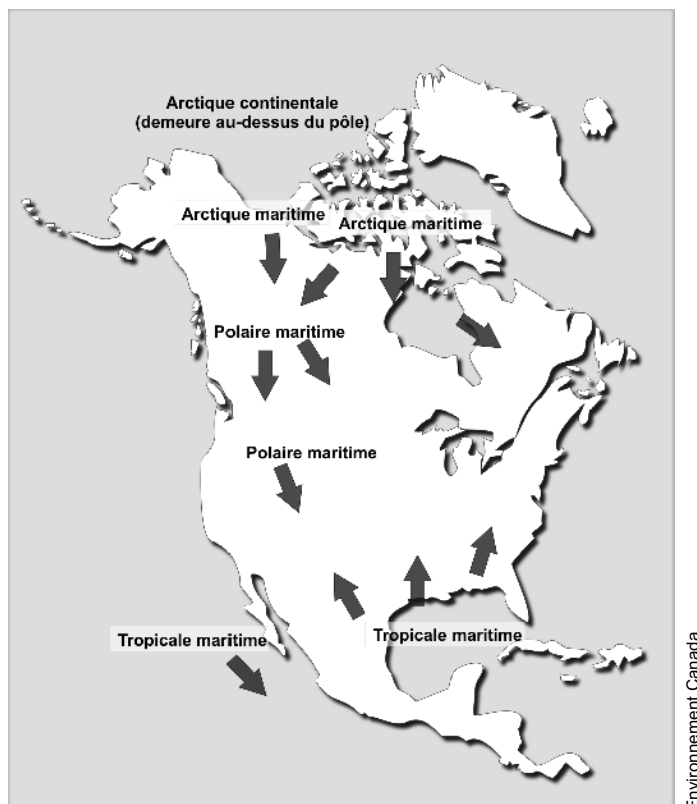 Arctique continentale
(demeure au-dessus du pôle)
Arctique maritime
Arctique maritime
Polaire maritime
Polaire maritime
Tropicale maritime
Tropicale maritime
Environnement Canada